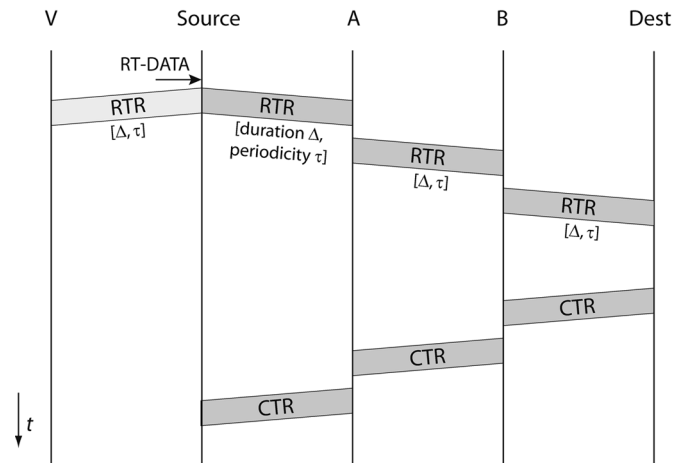 V Source A B Dest
RT-DATA
RTR RTR
[Δ, τ] [duration Δ,
periodicity τ]
RTR
[Δ, τ]
RTR
[Δ, τ]
CTR
CTR
CTR
t